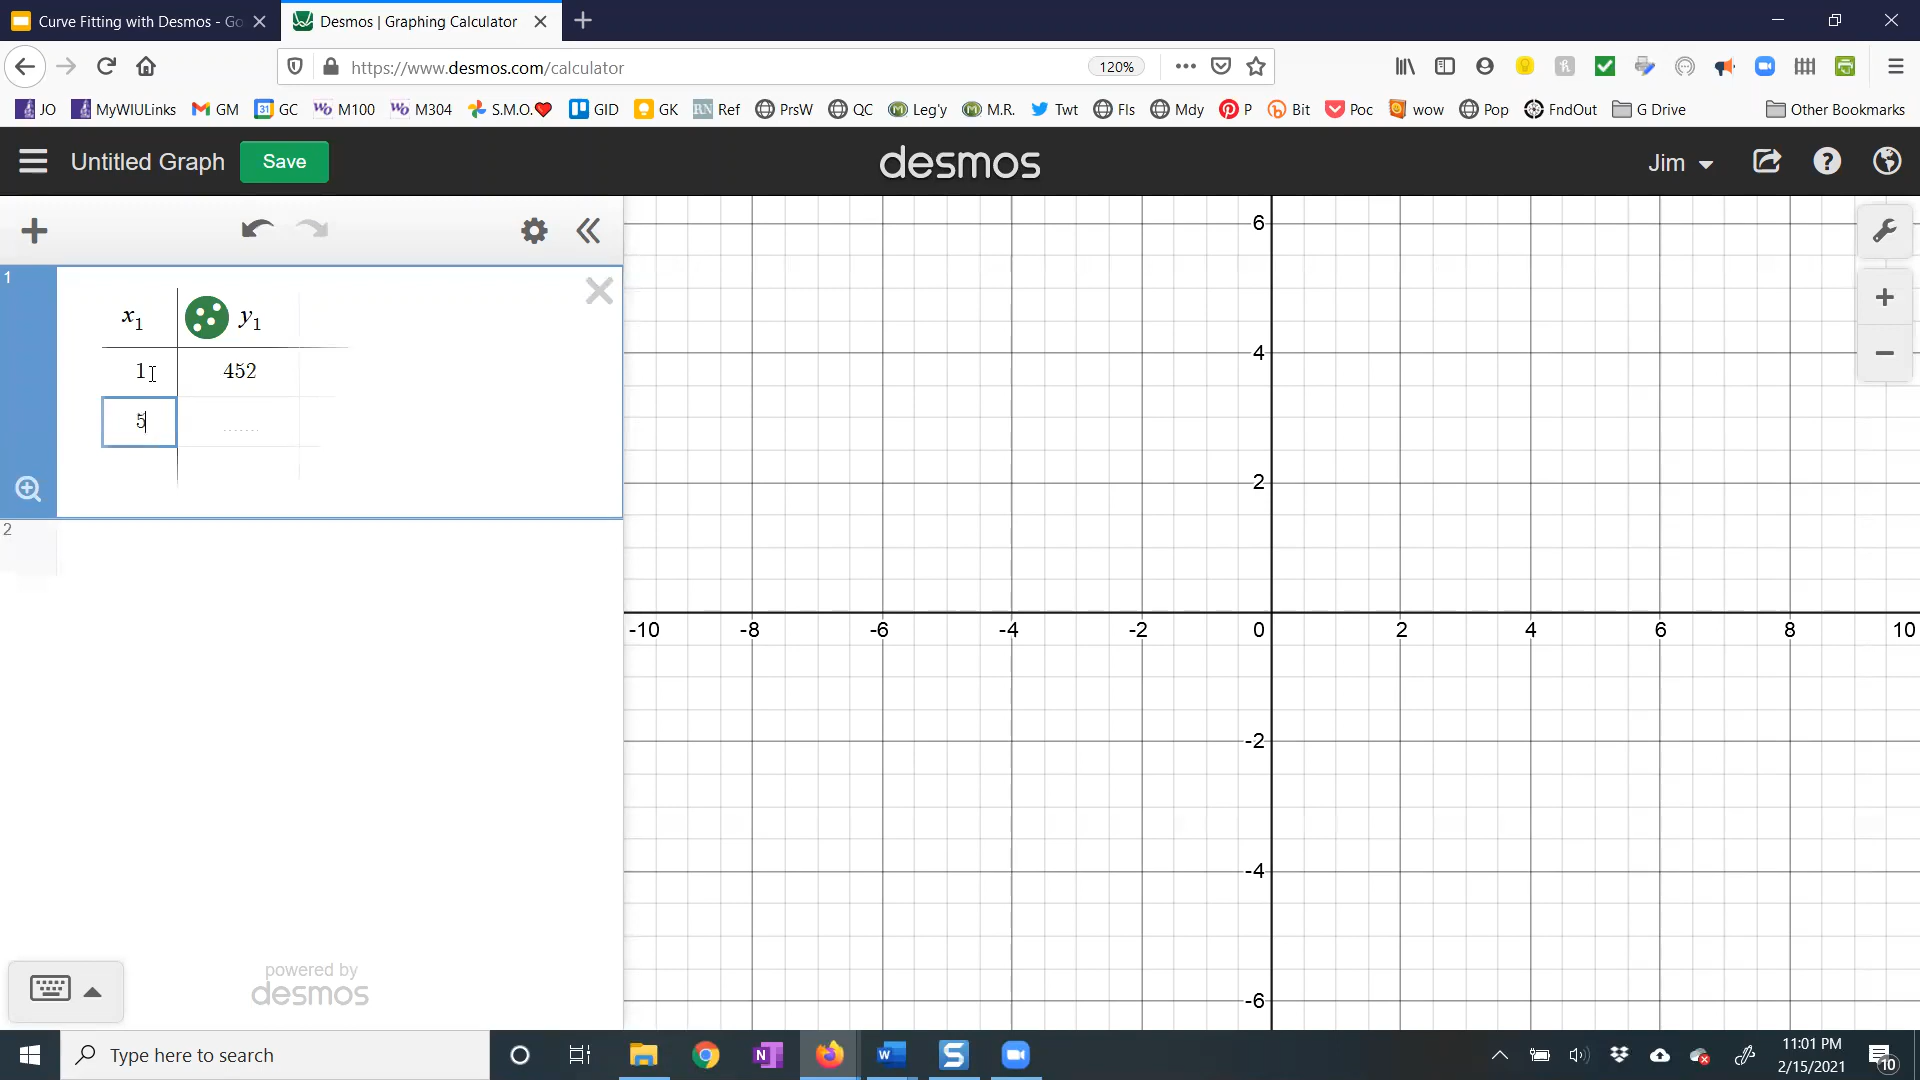 Curve Fitting with Desmos - Go
Desmos | Graphing Calculator
https://www.desmos.com/calculator
120%
JO
MyWIULinks
GM
31
GC
Wo
M100
Wo
M304
S.M.O.
GID
GK
RN
Ref
PrsW
QC
Leg'y
M.R.
Twt
Fls
Mdy
P
Bit
Poc
wow
Pop
FndOut
G Drive
Other Bookmarks
Untitled Graph
Save
desmos
Jim
1
x1
y1
1
452
5
2
6
4
2
-10
-8
-6
-4
-2
0
2
4
6
8
10
-2
-4
-6
powered by
desmos
Type here to search
11:01 PM
2/15/2021
10